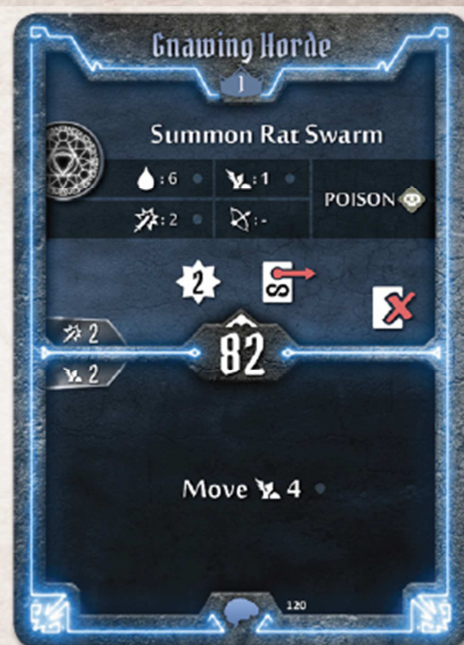 Gnawing Horde
1
Summon Rat Swarm
:6 :1
POISON
:2 :-
2
2
82
2
Move 4
120